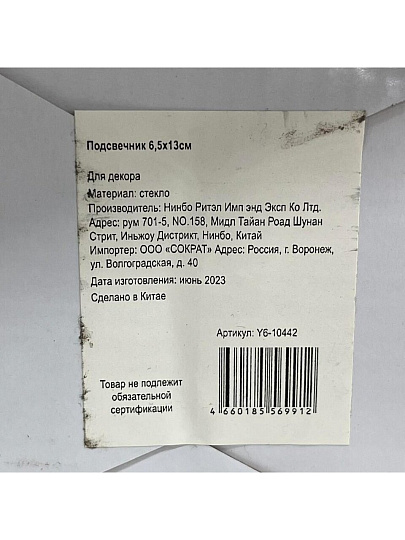 Подсвечник 6,5х13см
Для декора
Материал: стекло
Производитель: Нинбо Ритэл Имп энд Эксп Ко Лтд.
Адрес: рум 701-5, NO.158, Мидл Тайан Роад Шунан
Стрит, Иньжоу Дистрикт, Нинбо, Китай
Импортер: ООО «СОКРАТ» Адрес: Россия, г. Воронеж,
ул. Волгоградская, д. 40
Дата изготовления: июнь 2023
Сделано в Китае
Артикул: Y6-10442
Товар не подлежит
обязательной
сертификации
4 660185 569912